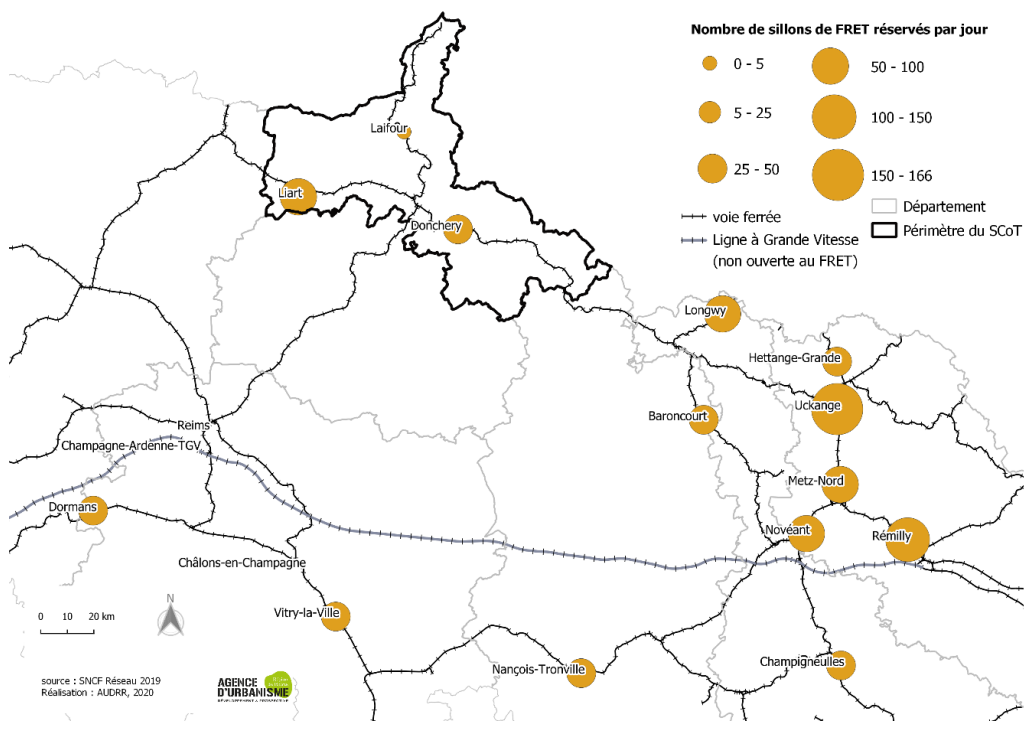 Nombre de sillons de FRET réservés par jour
0 - 5
50 - 100
5 - 25
100 - 150
25 - 50
150 - 166
voie ferrée
Ligne à Grande Vitesse
(non ouverte au FRET)
Département
Périmètre du SCoT
Laifour
Liart
Donchery
Longwy
Hettange-Grande
Uckange
Baroncourt
Reims
Champagne-Ardenne-TGV
Metz-Nord
Dormans
Novéant
Rémilly
Châlons-en-Champagne
Vitry-la-Ville
Nançois-Tronville
Champigneulles
N
0 10 20 km
source : SNCF Réseau 2019
Réalisation : AUDRR, 2020
AGENCE
D'URBANISME